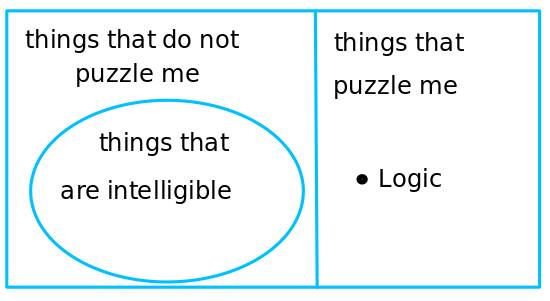 things that do not
puzzle me
things that
are intelligible
things that
puzzle me
Logic